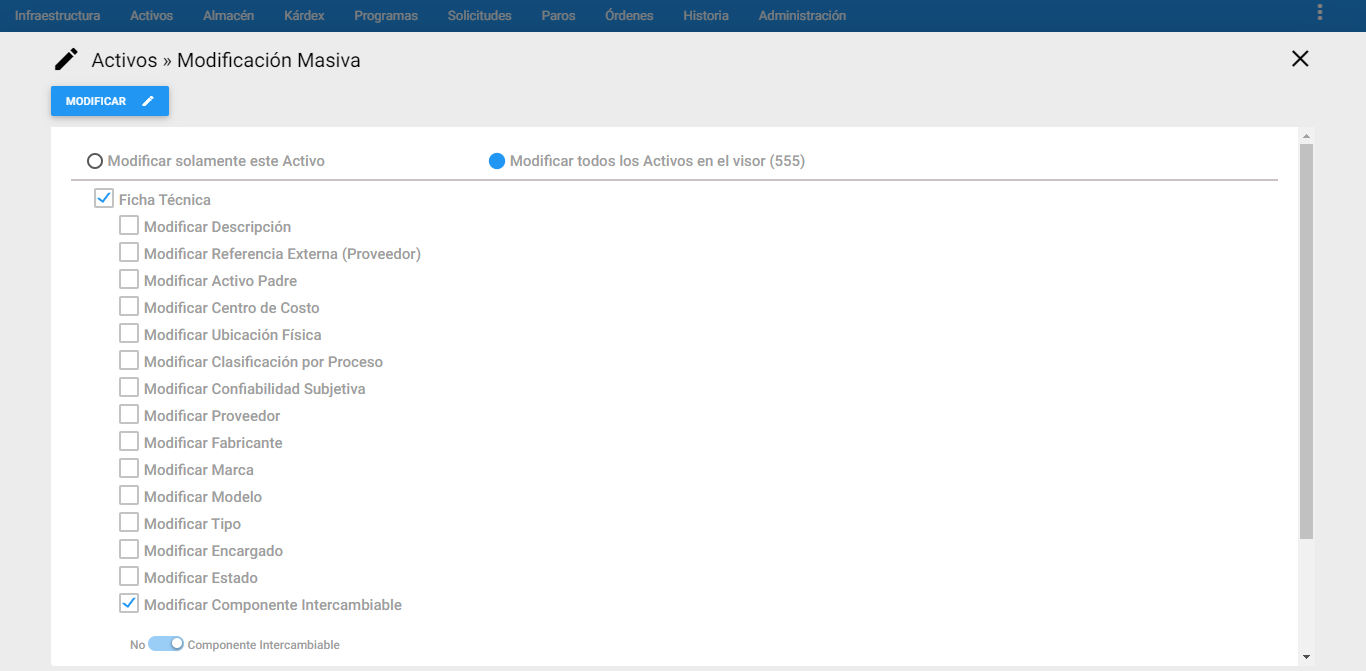 Infraestructura Activos Almacén Kárdex Programas Solicitudes Paros Órdenes Historia Administración
Activos » Modificación Masiva
MODIFICAR
Modificar solamente este Activo Modificar todos los Activos en el visor (555)
Ficha Técnica
Modificar Descripción
Modificar Referencia Externa (Proveedor)
Modificar Activo Padre
Modificar Centro de Costo
Modificar Ubicación Física
Modificar Clasificación por Proceso
Modificar Confiabilidad Subjetiva
Modificar Proveedor
Modificar Fabricante
Modificar Marca
Modificar Modelo
Modificar Tipo
Modificar Encargado
Modificar Estado
Modificar Componente Intercambiable
No Componente Intercambiable